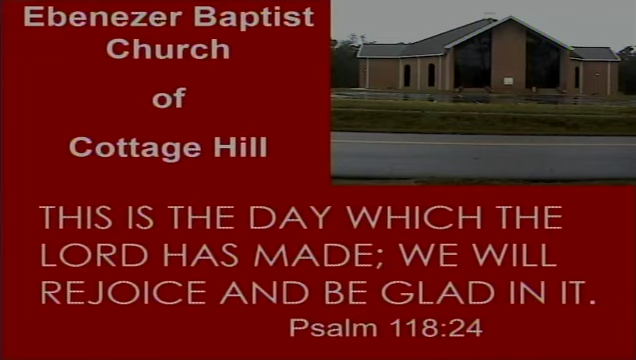 Ebenezer Baptist
Church
of
Cottage Hill
THIS IS THE DAY WHICH THE
LORD HAS MADE; WE WILL
REJOICE AND BE GLAD IN IT.
Psalm 118:24